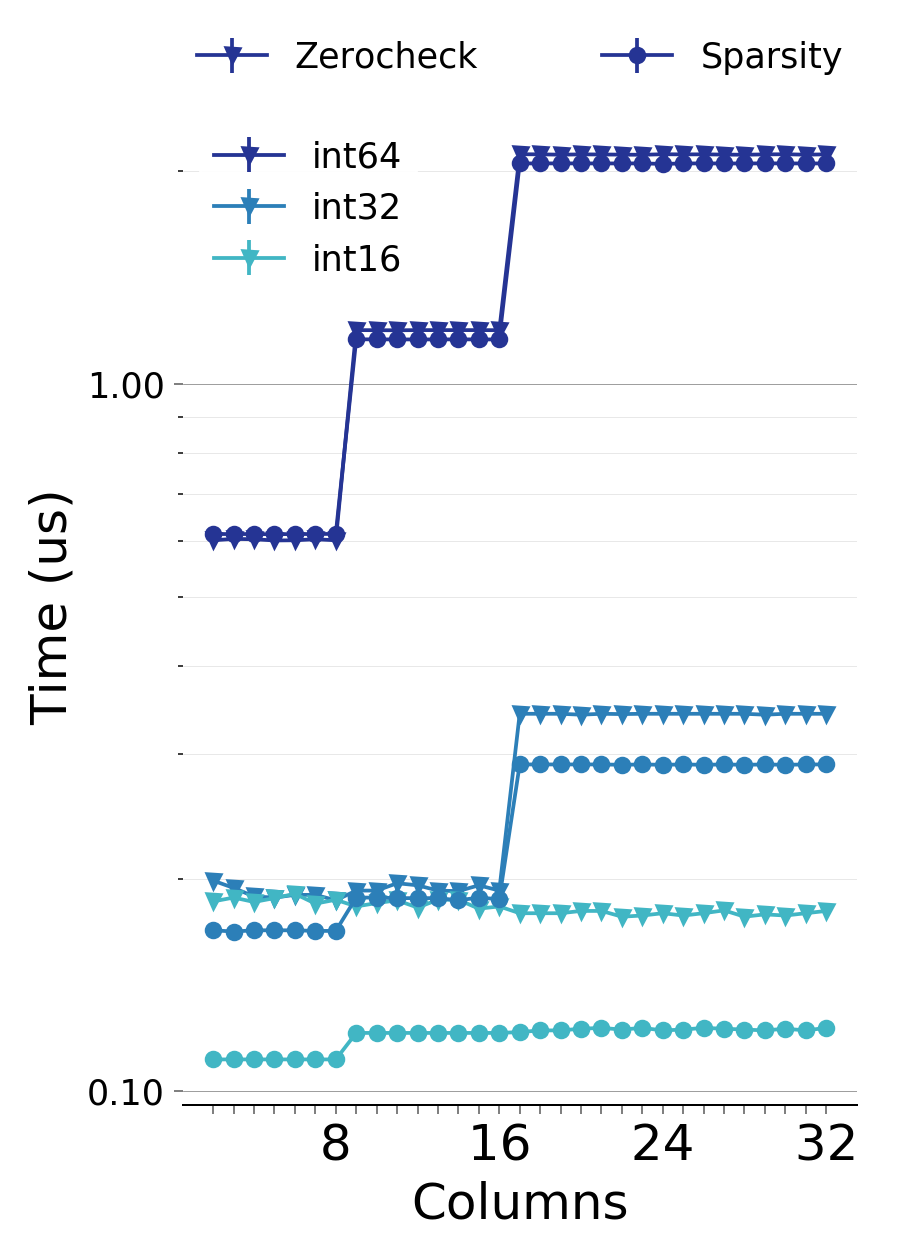 Zerocheck Sparsity
int64
int32
int16
1.00
Time (us)
0.10
8 16 24 32
Columns